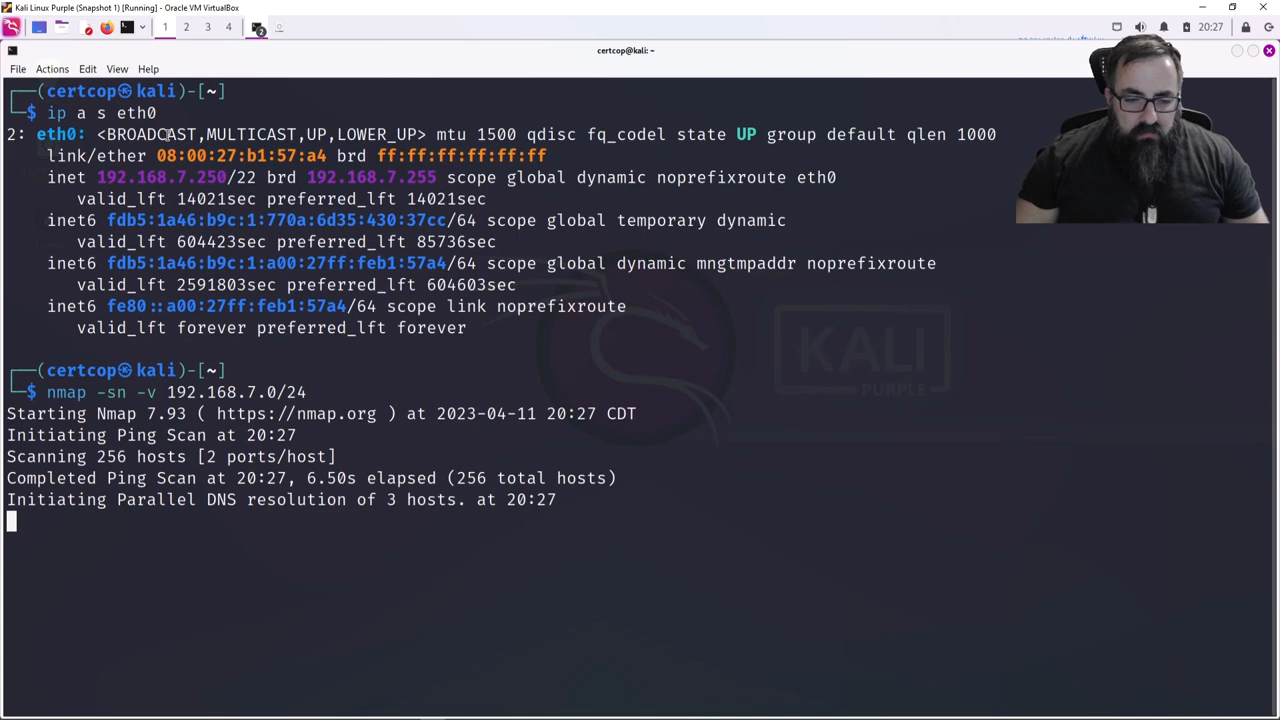 Kali Linux Purple (Snapshot 1) [Running] - Oracle VM VirtualBox
1 2 3 4 2 20:27
certcop@kali: ~
File Actions Edit View Help
┌──(certcop㉿kali)-[~]
└─$ ip a s eth0
2: eth0: <BROADCAST,MULTICAST,UP,LOWER_UP> mtu 1500 qdisc fq_codel state UP group default qlen 1000
link/ether 08:00:27:b1:57:a4 brd ff:ff:ff:ff:ff:ff
inet 192.168.7.250/22 brd 192.168.7.255 scope global dynamic noprefixroute eth0
valid_lft 14021sec preferred_lft 14021sec
inet6 fdb5:1a46:b9c:1:770a:6d35:430:37cc/64 scope global temporary dynamic
valid_lft 604423sec preferred_lft 85736sec
inet6 fdb5:1a46:b9c:1:a00:27ff:feb1:57a4/64 scope global dynamic mngtmpaddr noprefixroute
valid_lft 2591803sec preferred_lft 604603sec
inet6 fe80::a00:27ff:feb1:57a4/64 scope link noprefixroute
valid_lft forever preferred_lft forever
┌──(certcop㉿kali)-[~]
└─$ nmap -sn -v 192.168.7.0/24
Starting Nmap 7.93 ( https://nmap.org ) at 2023-04-11 20:27 CDT
Initiating Ping Scan at 20:27
Scanning 256 hosts [2 ports/host]
Completed Ping Scan at 20:27, 6.50s elapsed (256 total hosts)
Initiating Parallel DNS resolution of 3 hosts. at 20:27
KALI
PURPLE